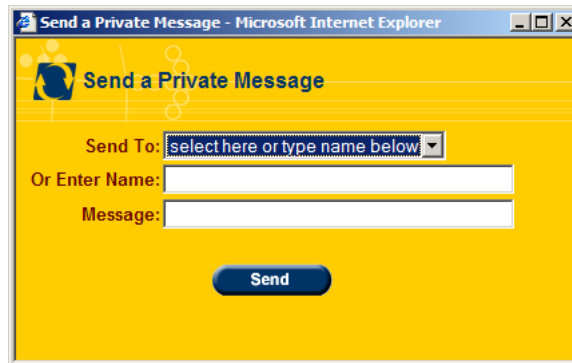 Send a Private Message - Microsoft Internet Explorer
Send a Private Message
Send To: select here or type name below
Or Enter Name:
Message:
Send